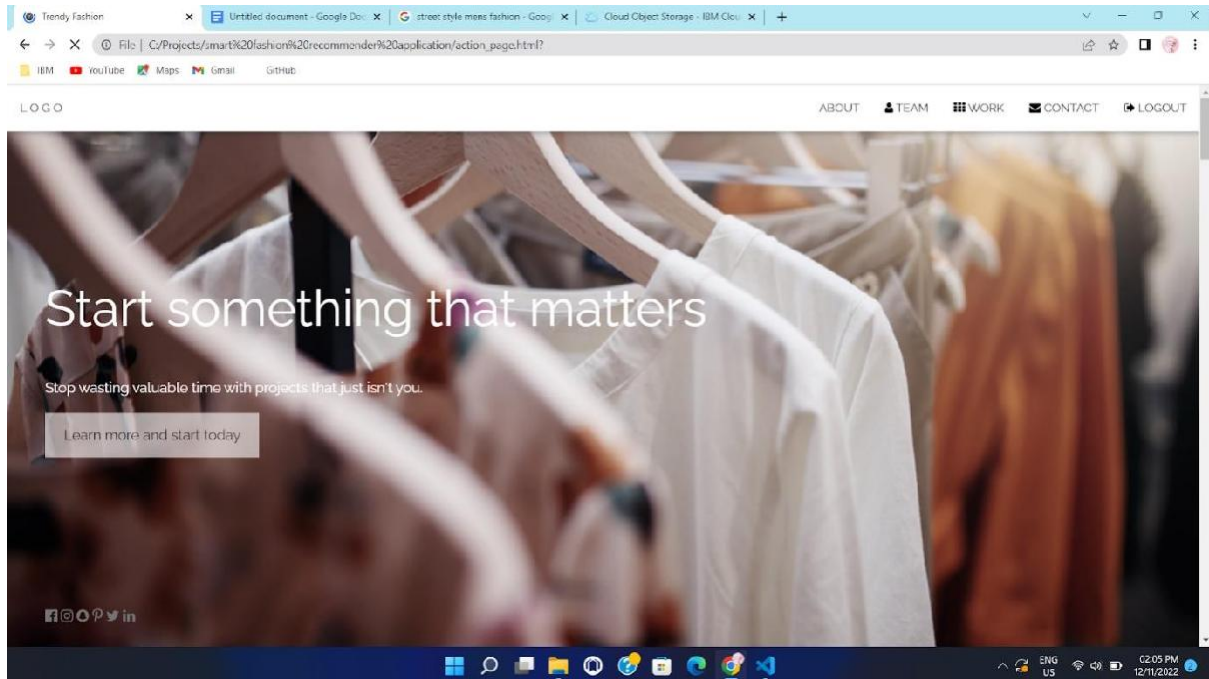 Trendy Fashion
Untitled document - Google Doc
street style mens fashion - Googl
Cloud Object Storage - IBM Clou
File | C:/Projects/smart%20fashion%20recommender%20application/action_page.html?
IBM YouTube Maps Gmail GitHub
LOGO ABOUT TEAM WORK CONTACT LOGOUT
Start something that matters
Stop wasting valuable time with projects that just isn't you.
Learn more and start today
ENG
US
02:05 PM
12/11/2022